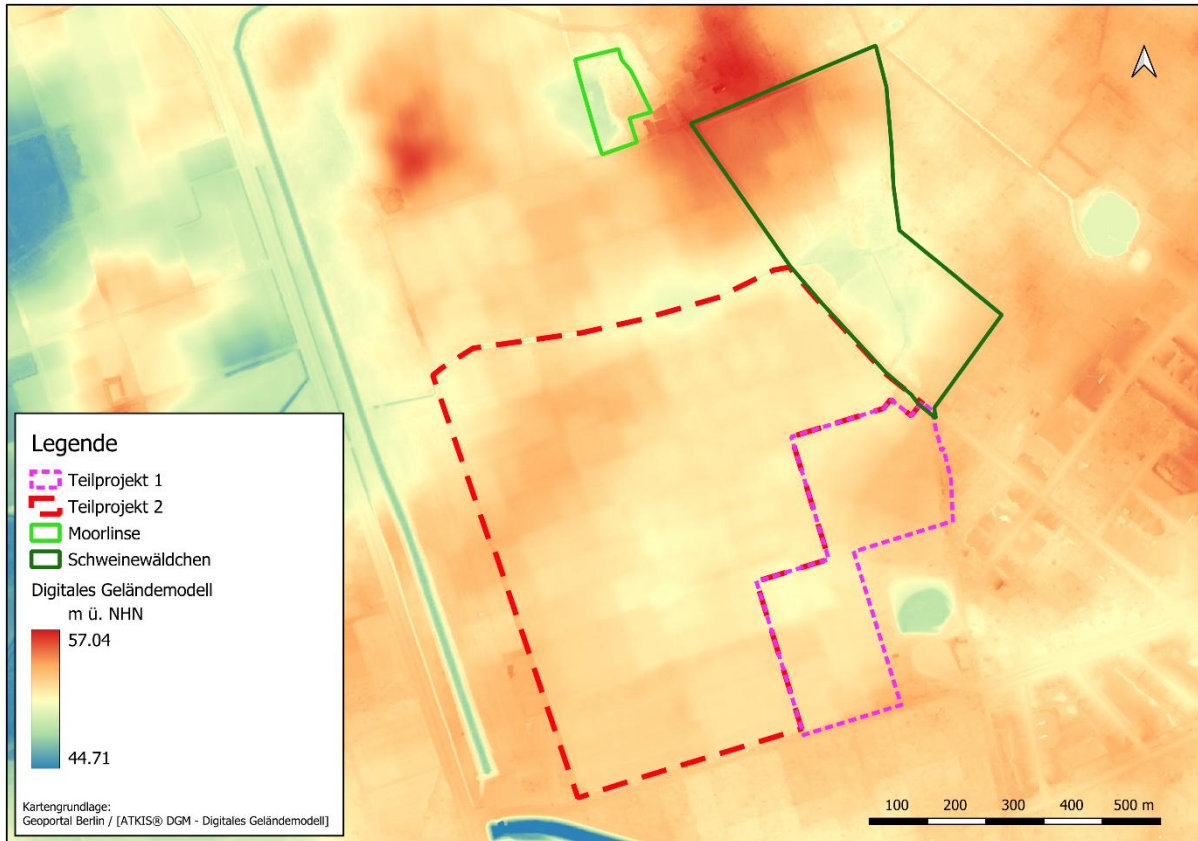 Legende
Teilprojekt 1
Teilprojekt 2
Moorlinse
Schweinewäldchen
Digitales Geländemodell
m ü. NHN
57.04
44.71
Kartengrundlage:
Geoportal Berlin / [ATKIS® DGM - Digitales Geländemodell]
100 200 300 400 500 m